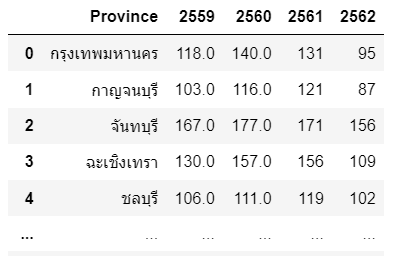 Province 2559 2560 2561 2562
0 กรุงเทพมหานคร 118.0 140.0 131 95
1 กาญจนบุรี 103.0 116.0 121 87
2 จันทบุรี 167.0 177.0 171 156
3 ฉะเชิงเทรา 130.0 157.0 156 109
4 ชลบุรี 106.0 111.0 119 102
... ... ... ... ... ...